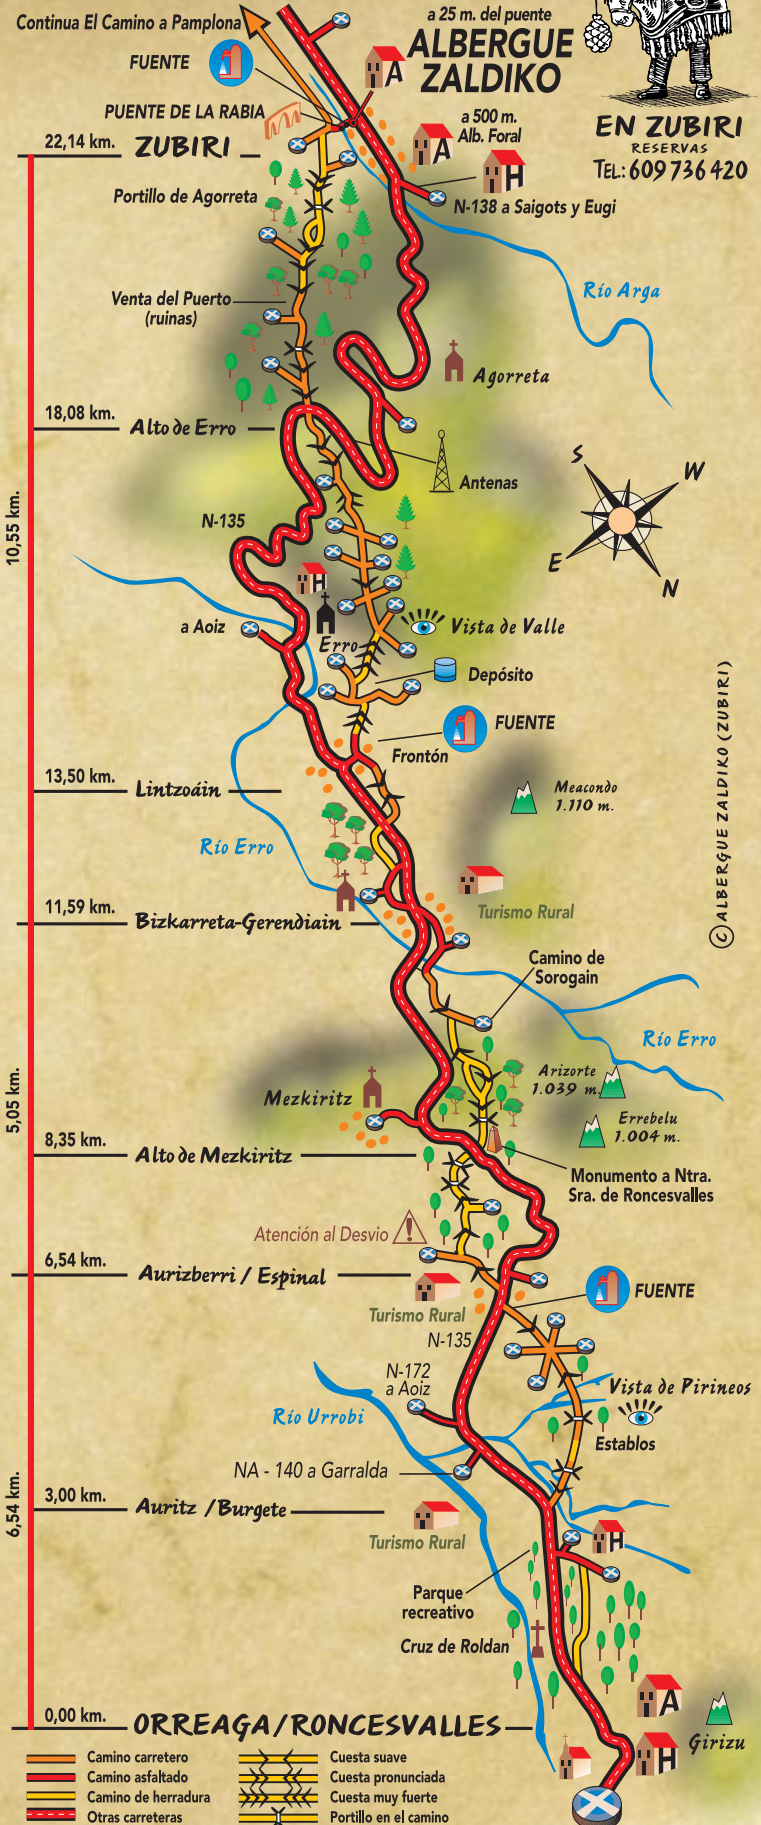 Continua El Camino a Pamplona
a 25 m. del puente
ALBERGUE
ZALDIKO
FUENTE
A
PUENTE DE LA RABIA
a 500 m.
Alb. Foral
A
EN ZUBIRI
RESERVAS
TEL.: 609 736 420
22,14 km.
ZUBIRI
H
Portillo de Agorreta
N-138 a Saigots y Eugi
Río Arga
Venta del Puerto
(ruinas)
Agorreta
18,08 km.
Alto de Erro
Antenas
S
W
E
N
N-135
10,55 km.
H
a Aoiz
Erro
Vista de Valle
Depósito
FUENTE
Frontón
13,50 km.
Lintzoáin
Meacondo
1.110 m.
Río Erro
© ALBERGUE ZALDIKO (ZUBIRI)
Turismo Rural
11,59 km.
Bizkarreta-Gerendiain
Camino de
Sorogain
Río Erro
Arizorte
1.039 m.
Mezkiritz
Errebelu
1.004 m.
5,05 km.
8,35 km.
Alto de Mezkiritz
Monumento a Ntra.
Sra. de Roncesvalles
Atención al Desvio
6,54 km.
Aurizberri / Espinal
FUENTE
Turismo Rural
N-135
N-172
a Aoiz
Vista de Pirineos
Río Urrobi
Establos
NA - 140 a Garralda
6,54 km.
3,00 km.
Auritz / Burgete
Turismo Rural
H
Parque
recreativo
Cruz de Roldan
A
0,00 km.
ORREAGA/RONCESVALLES
H
Girizu
Camino carretero
Camino asfaltado
Camino de herradura
Otras carreteras
Cuesta suave
Cuesta pronunciada
Cuesta muy fuerte
Portillo en el camino